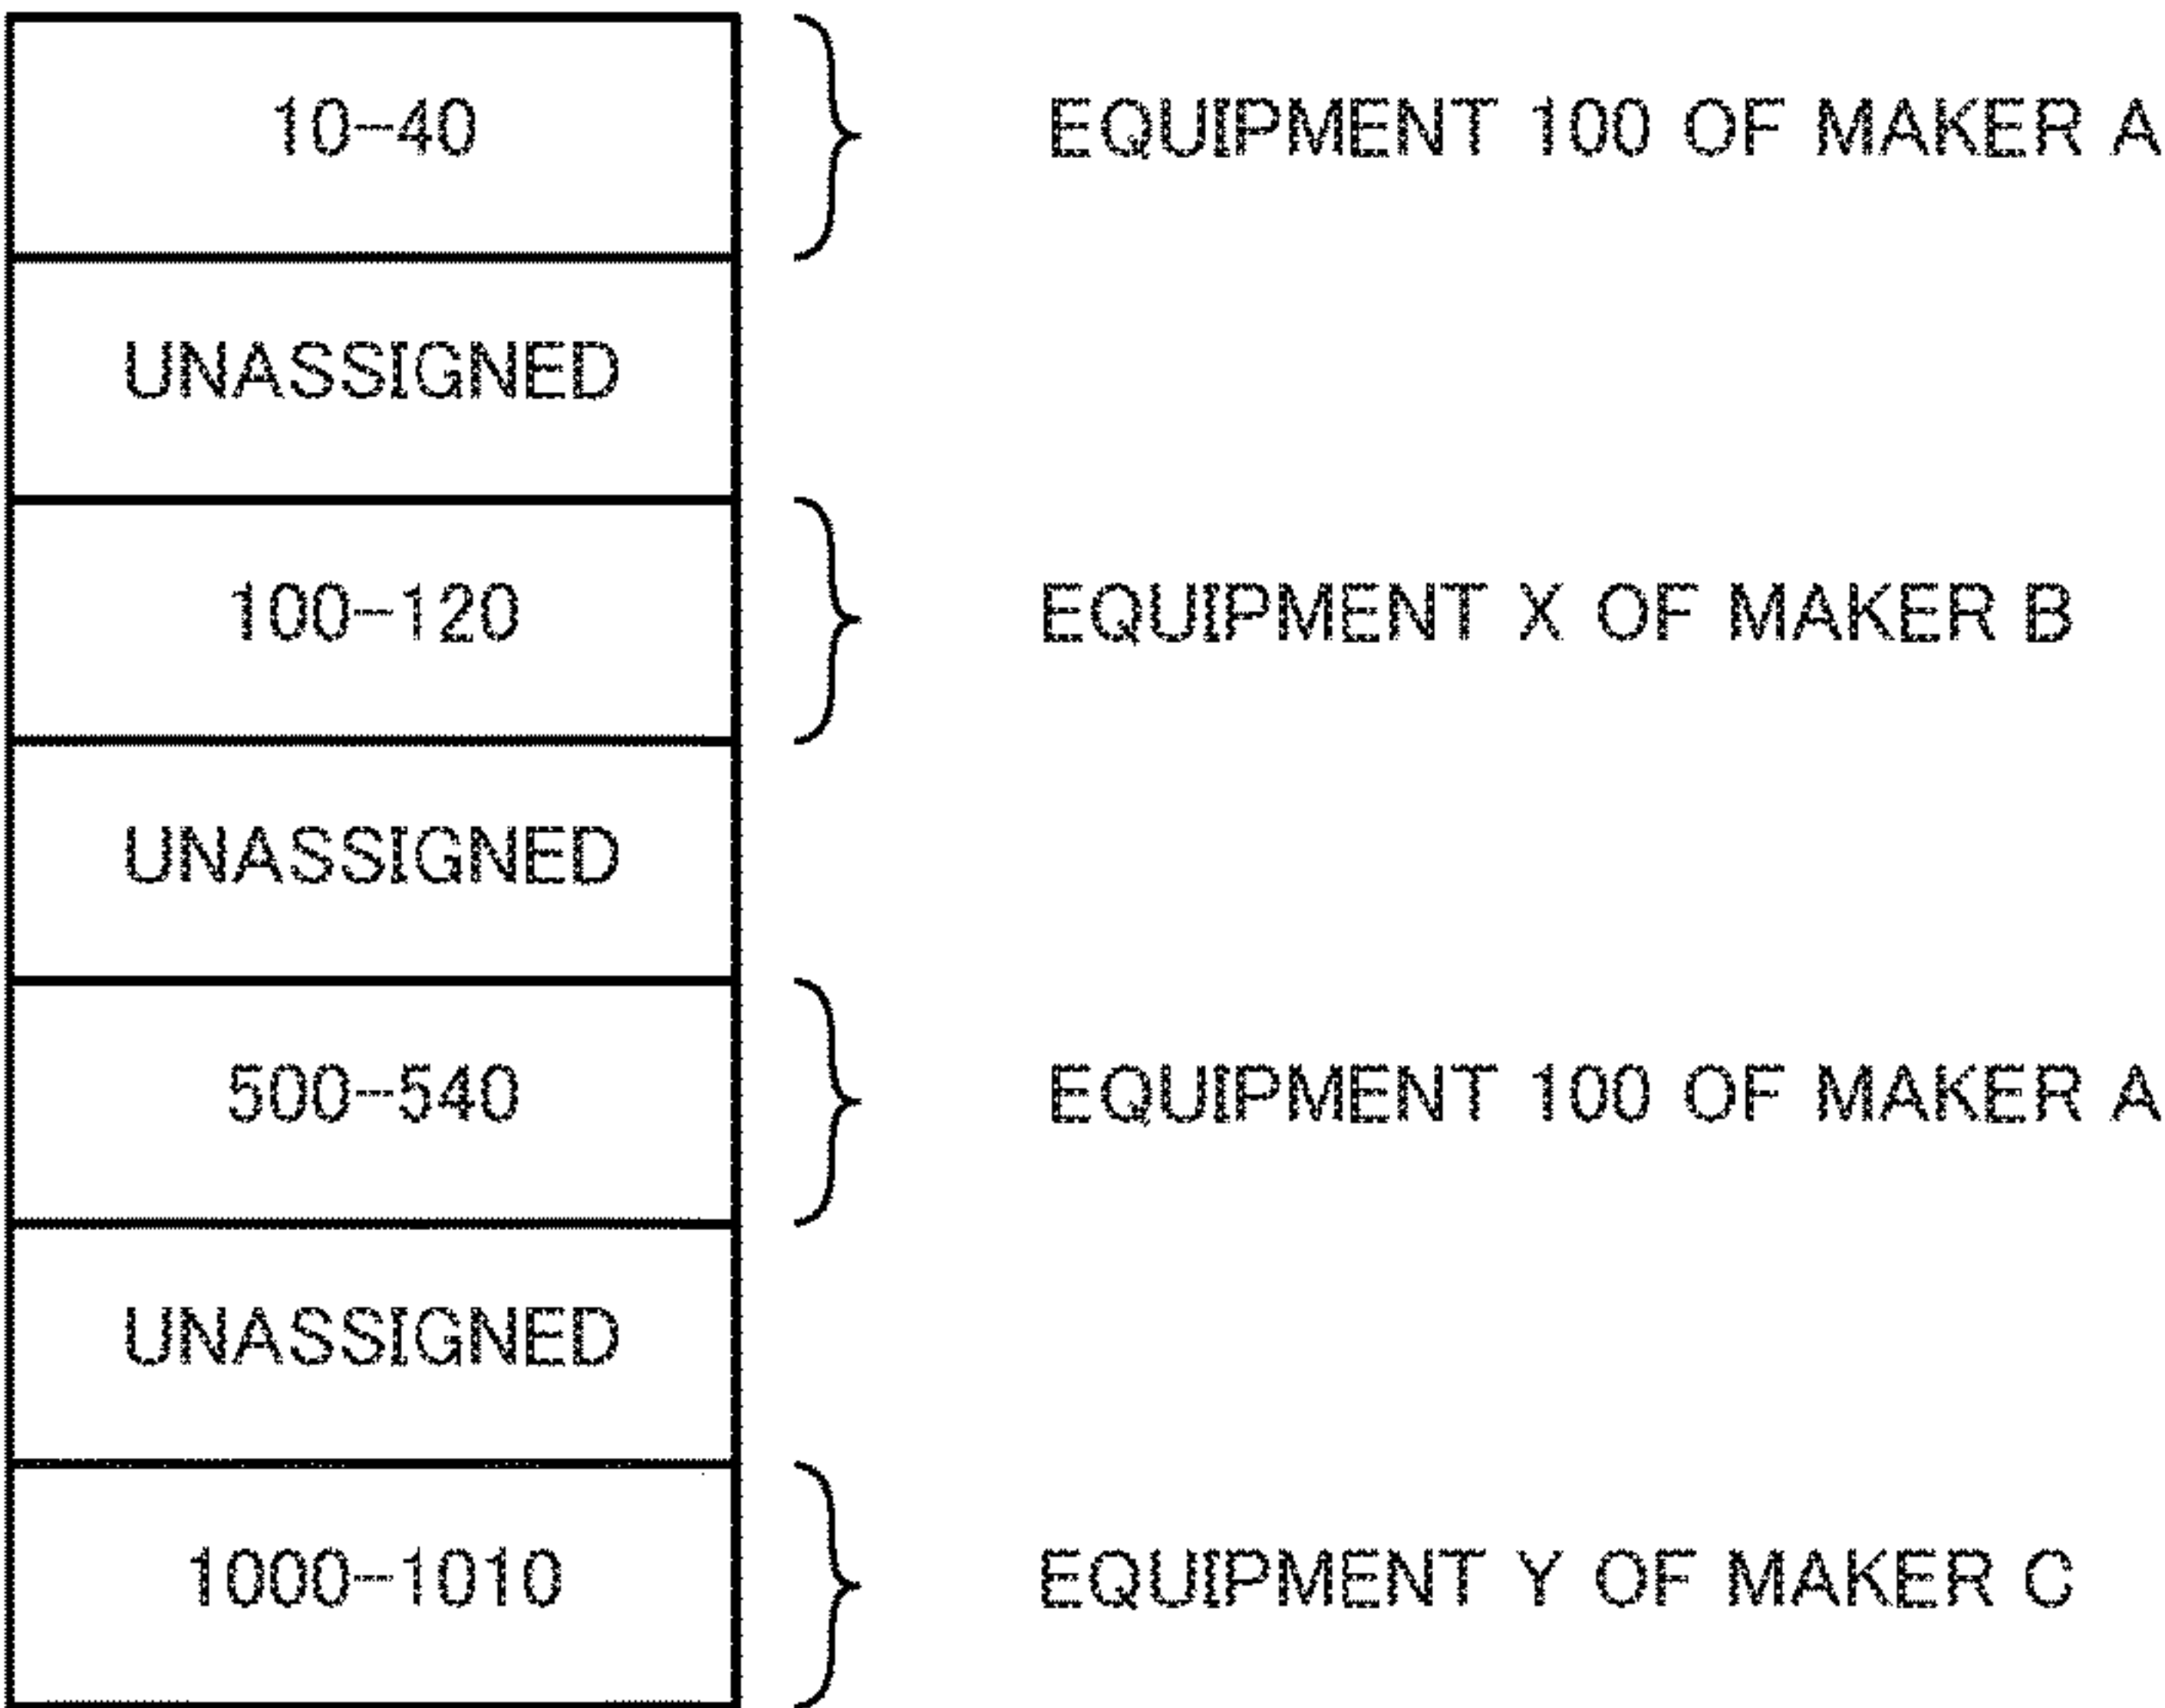 10-40 EQUIPMENT 100 OF MAKER A
UNASSIGNED
100-120 EQUIPMENT X OF MAKER B
UNASSIGNED
500-540 EQUIPMENT 100 OF MAKER A
UNASSIGNED
1000-1010 EQUIPMENT Y OF MAKER C